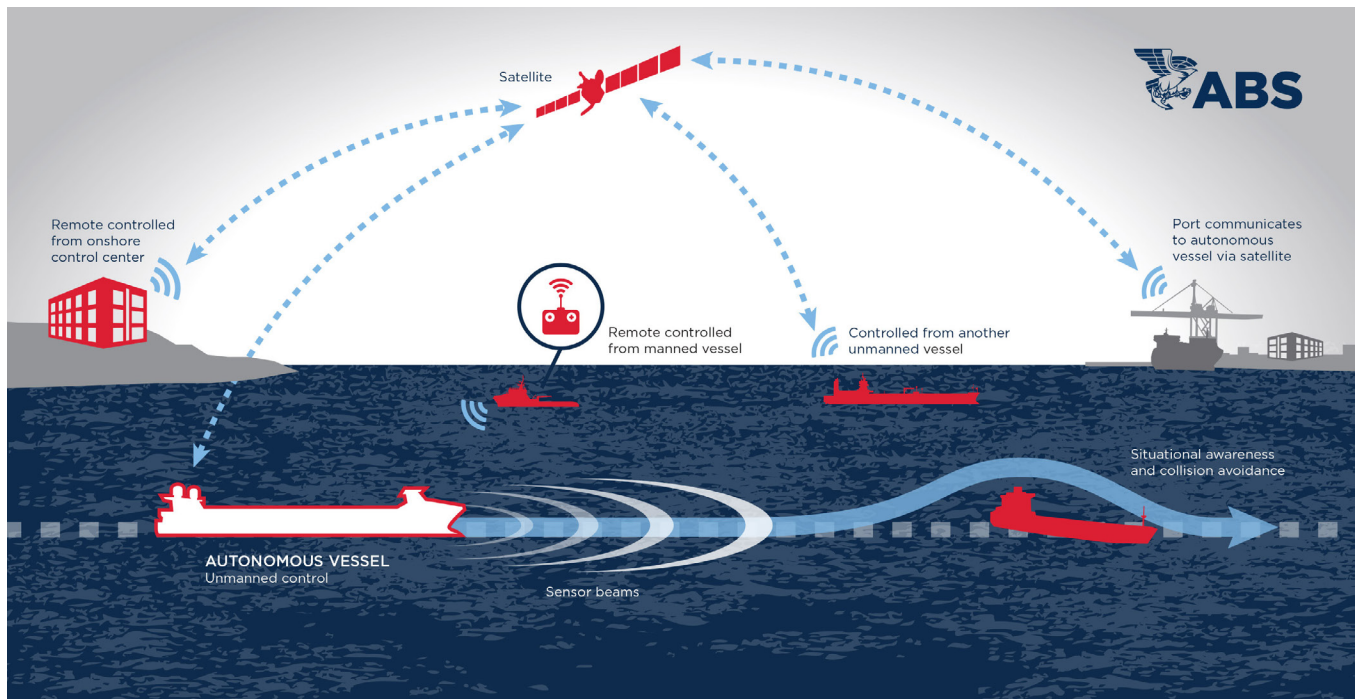 Satellite
ABS
Remote controlled
from onshore
control center
Port communicates
to autonomous
vessel via satellite
Remote controlled
from manned vessel
Controlled from another
unmanned vessel
Situational awareness
and collision avoidance
AUTONOMOUS VESSEL
Unmanned control
Sensor beams